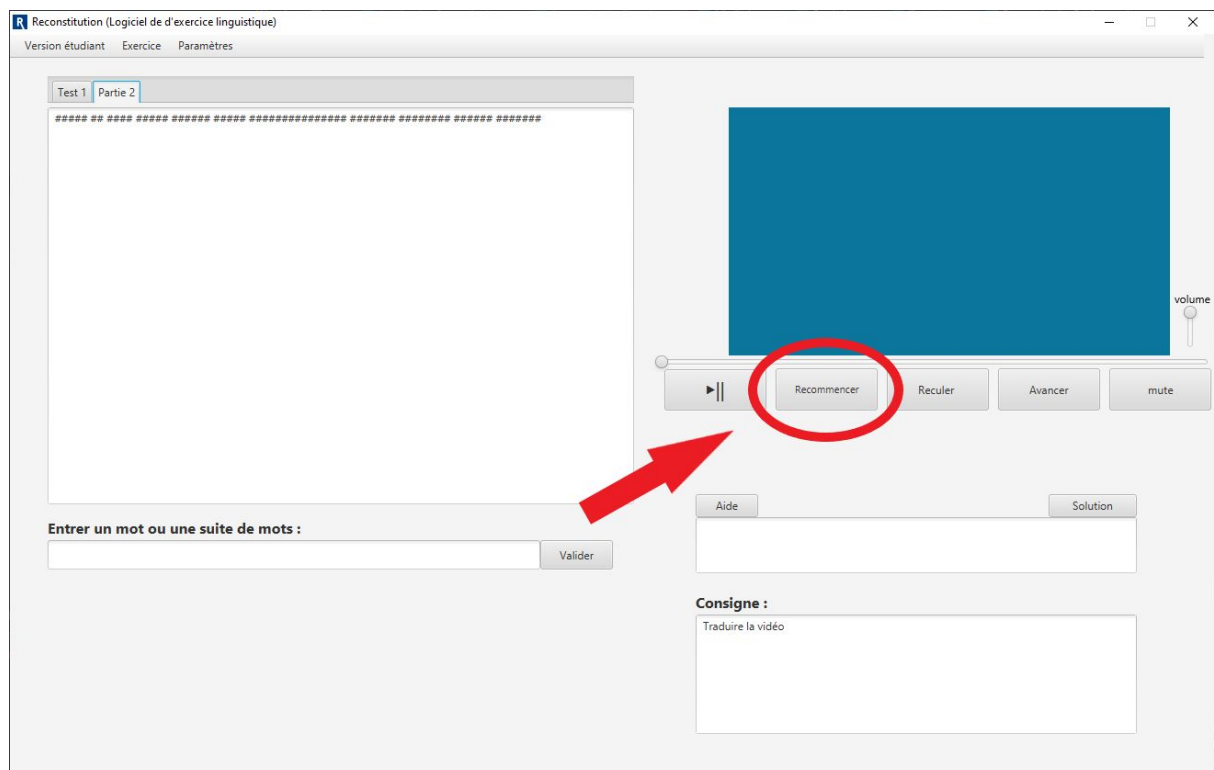 R Reconstitution (Logiciel de d'exercice linguistique)
Version étudiant Exercice Paramètres
Test 1 Partie 2
##### ## #### ##### ###### ##### ############### ####### ######## ###### #######
volume
►|| Recommencer Reculer Avancer mute
Aide Solution
Entrer un mot ou une suite de mots :
Valider
Consigne :
Traduire la vidéo